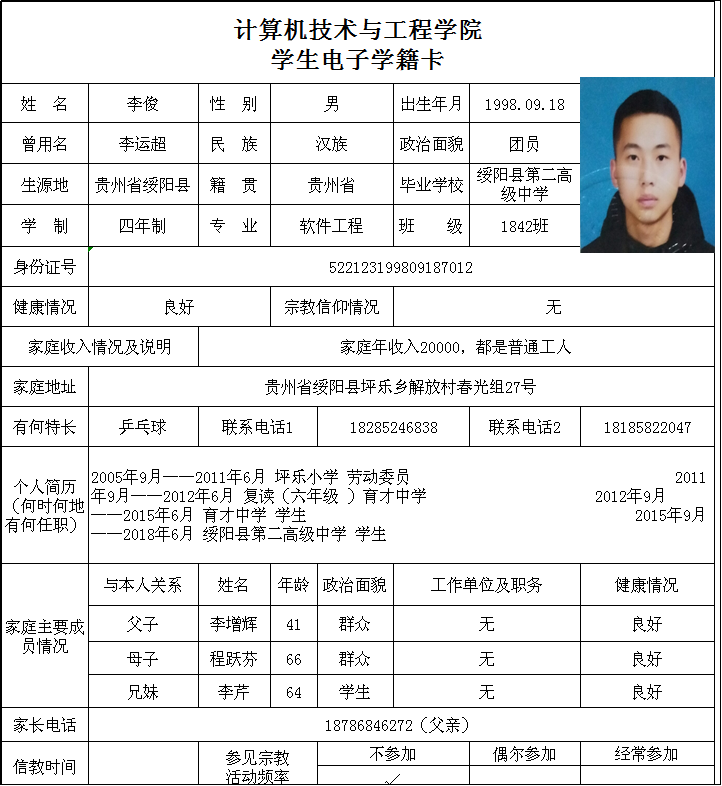 计算机技术与工程学院
学生电子学籍卡
姓 名 李俊 性 别 男 出生年月 1998.09.18
曾用名 李运超 民 族 汉族 政治面貌 团员
生源地 贵州省绥阳县 籍 贯 贵州省 毕业学校 绥阳县第二高级中学
学 制 四年制 专 业 软件工程 班 级 1842班
身份证号 522123199809187012
健康情况 良好 宗教信仰情况 无
家庭收入情况及说明 家庭年收入20000，都是普通工人
家庭地址 贵州省绥阳县坪乐乡解放村春光组27号
有何特长 乒乓球 联系电话1 18285246838 联系电话2 18185822047
个人简历
（何时何地
有何任职）
2005年9月——2011年6月 坪乐小学 劳动委员 2011
年9月——2012年6月 复读（六年级 ）育才中学 2012年9月
——2015年6月 育才中学 学生 2015年9月
——2018年6月 绥阳县第二高级中学 学生
家庭主要成
员情况
与本人关系 姓名 年龄 政治面貌 工作单位及职务 健康情况
父子 李增辉 41 群众 无 良好
母子 程跃芬 66 群众 无 良好
兄妹 李芹 64 学生 无 良好
家长电话 18786846272（父亲）
信教时间 参见宗教
活动频率
不参加 偶尔参加 经常参加
✓